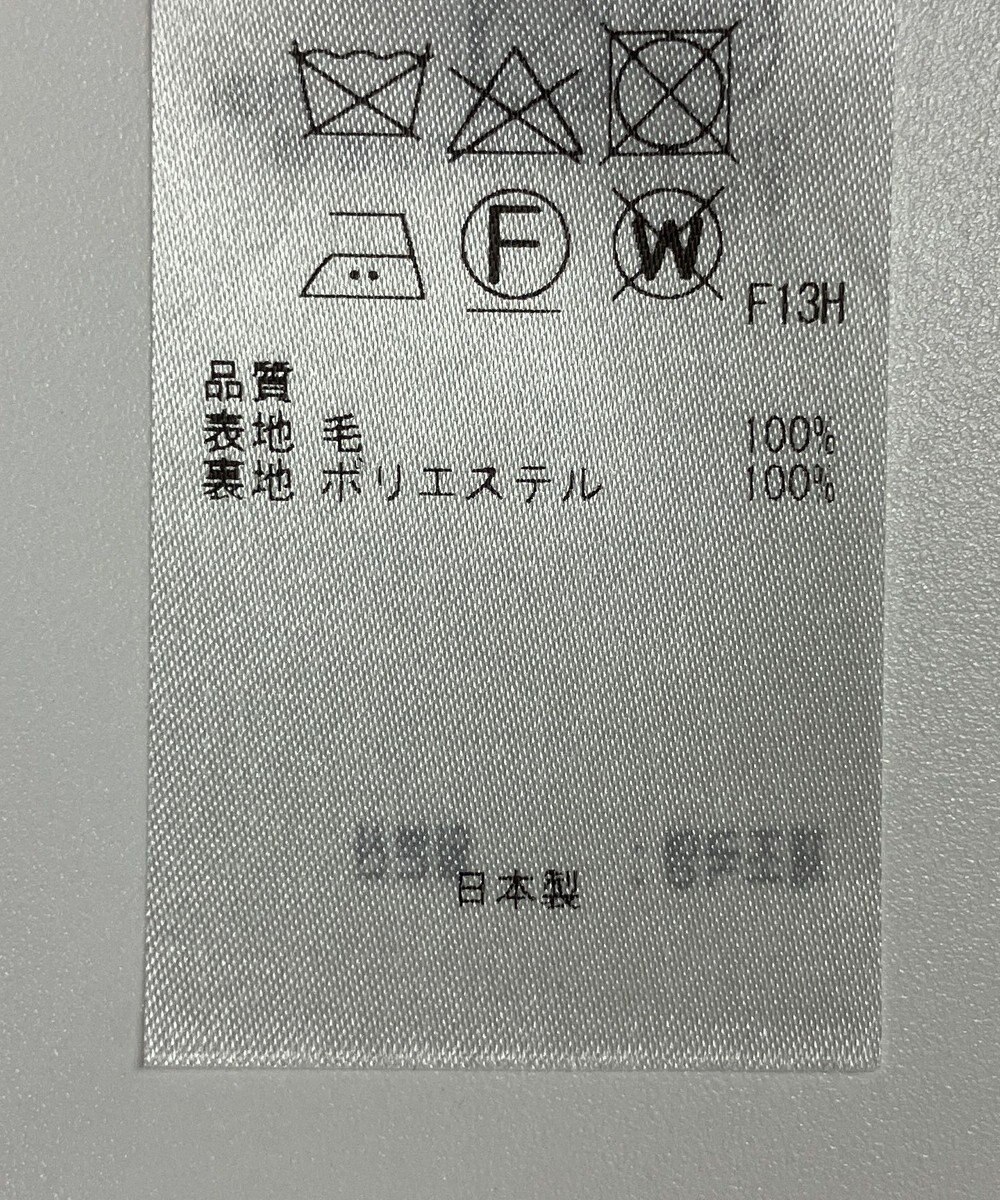 F
W
F13H
品質
表地 毛 100%
裏地 ポリエステル 100%
日本製